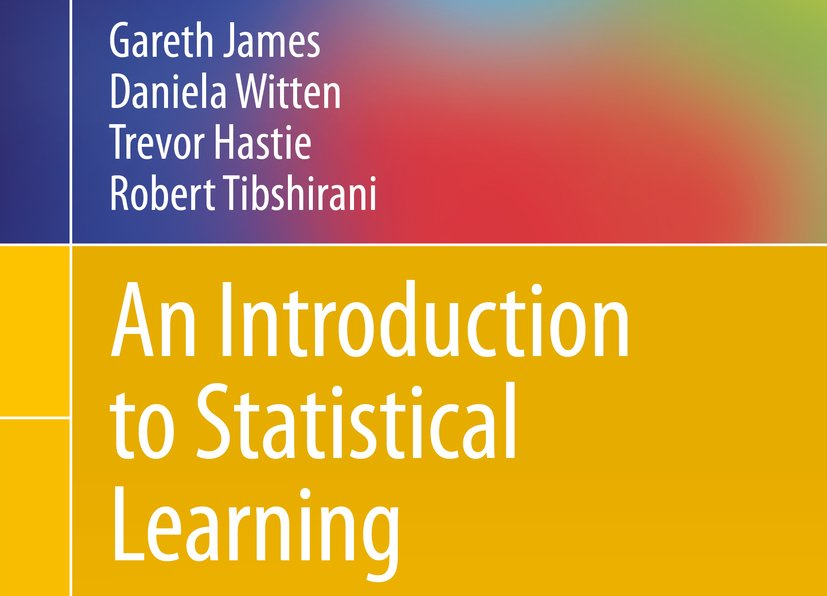 Gareth James
Daniela Witten
Trevor Hastie
Robert Tibshirani
An Introduction
to Statistical
Learning